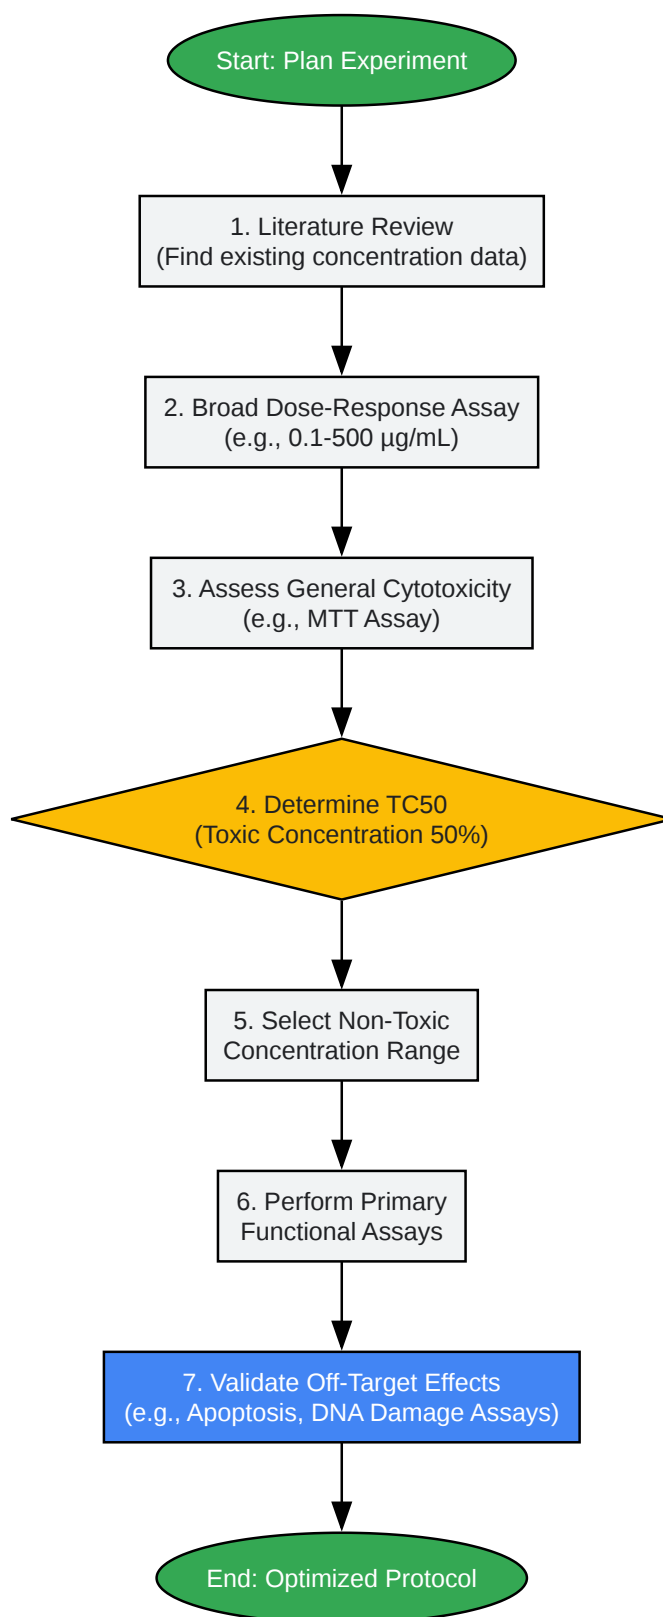 Start: Plan Experiment
1. Literature Review
(Find existing concentration data)
2. Broad Dose-Response Assay
(e.g., 0.1-500 µg/mL)
3. Assess General Cytotoxicity
(e.g., MTT Assay)
4. Determine TC50
(Toxic Concentration 50%)
5. Select Non-Toxic
Concentration Range
6. Perform Primary
Functional Assays
7. Validate Off-Target Effects
(e.g., Apoptosis, DNA Damage Assays)
End: Optimized Protocol